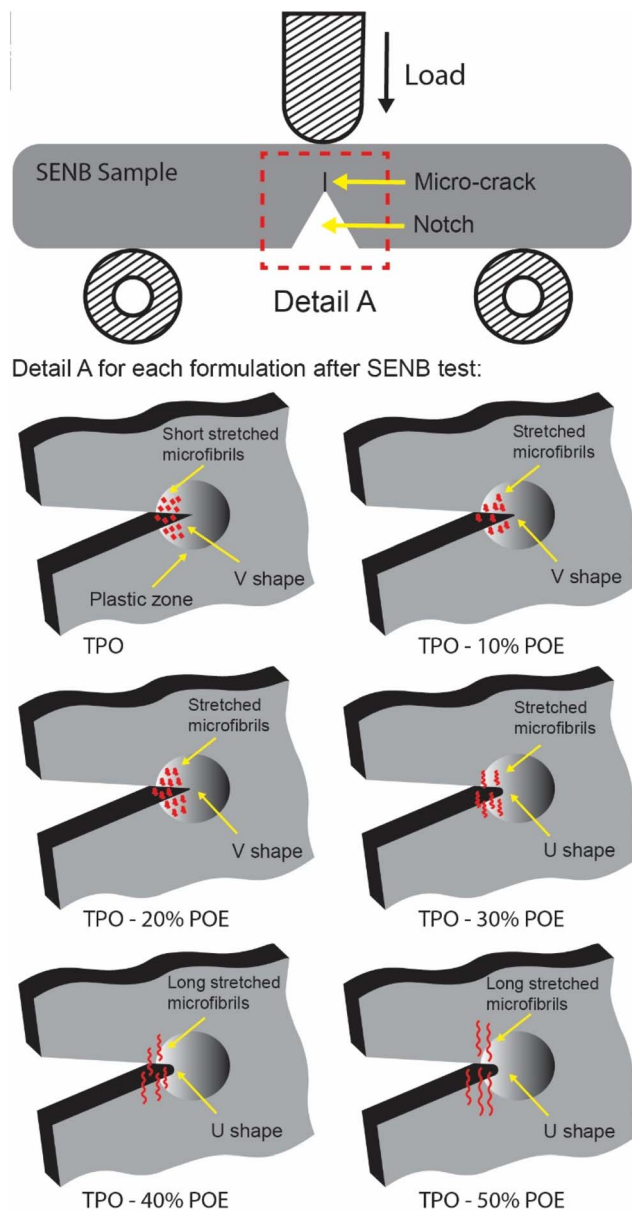 Load
SENB Sample
Micro-crack
Notch
Detail A
Detail A for each formulation after SENB test:
Short stretched
microfibrils
V shape
Plastic zone
TPO
Stretched
microfibrils
V shape
TPO - 10% POE
Stretched
microfibrils
V shape
TPO - 20% POE
Stretched
microfibrils
U shape
TPO - 30% POE
Long stretched
microfibrils
U shape
TPO - 40% POE
Long stretched
microfibrils
U shape
TPO - 50% POE